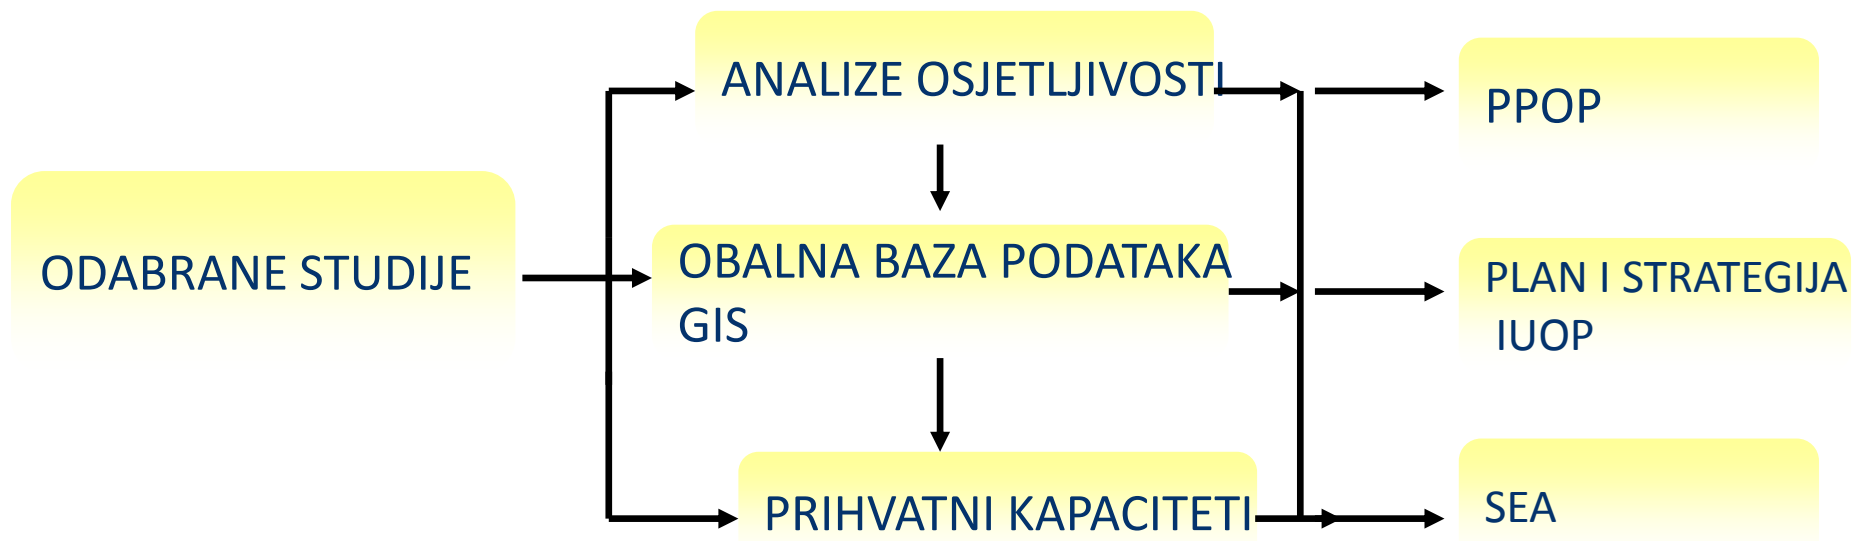 ANALIZE OSJETLJIVOSTI
PPOP
ODABRANE STUDIJE
OBALNA BAZA PODATAKA
GIS
PLAN I STRATEGIJA
IUOP
PRIHVATNI KAPACITETI
SEA